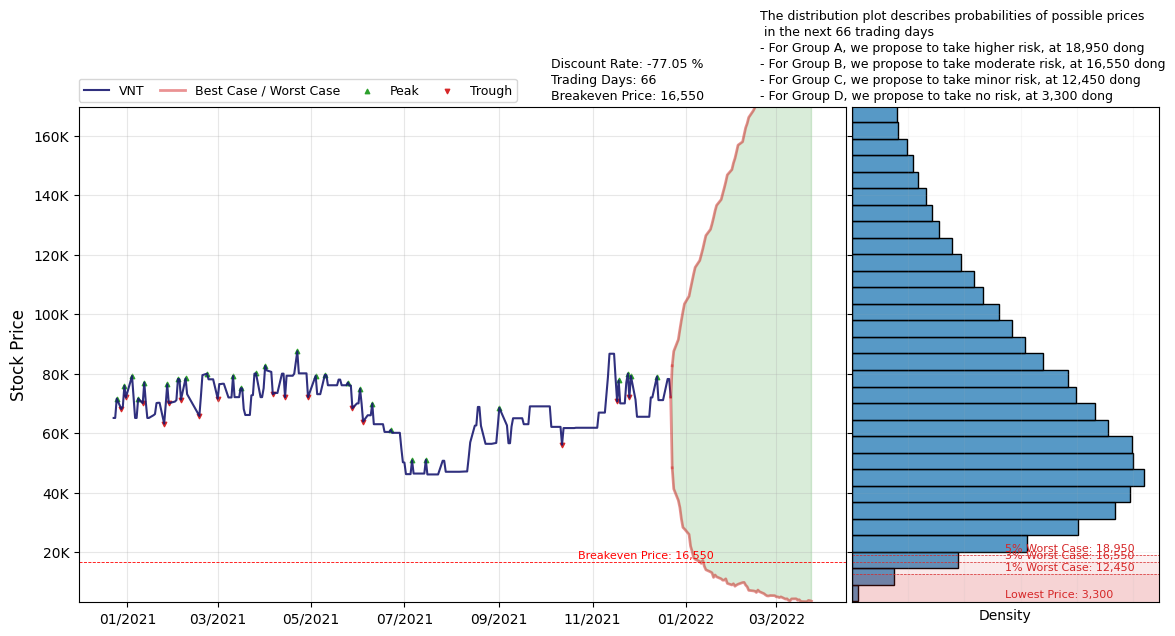 The distribution plot describes probabilities of possible prices
in the next 66 trading days
- For Group A, we propose to take higher risk, at 18,950 dong
- For Group B, we propose to take moderate risk, at 16,550 dong
- For Group C, we propose to take minor risk, at 12,450 dong
- For Group D, we propose to take no risk, at 3,300 dong
Discount Rate: -77.05 %
Trading Days: 66
Breakeven Price: 16,550
VNT
Best Case / Worst Case
Peak
Trough
Stock Price
160K
140K
120K
100K
80K
60K
40K
20K
Breakeven Price: 16,550
5% Worst Case: 18,950
3% Worst Case: 16,550
1% Worst Case: 12,450
Lowest Price: 3,300
01/2021
03/2021
05/2021
07/2021
09/2021
11/2021
01/2022
03/2022
Density